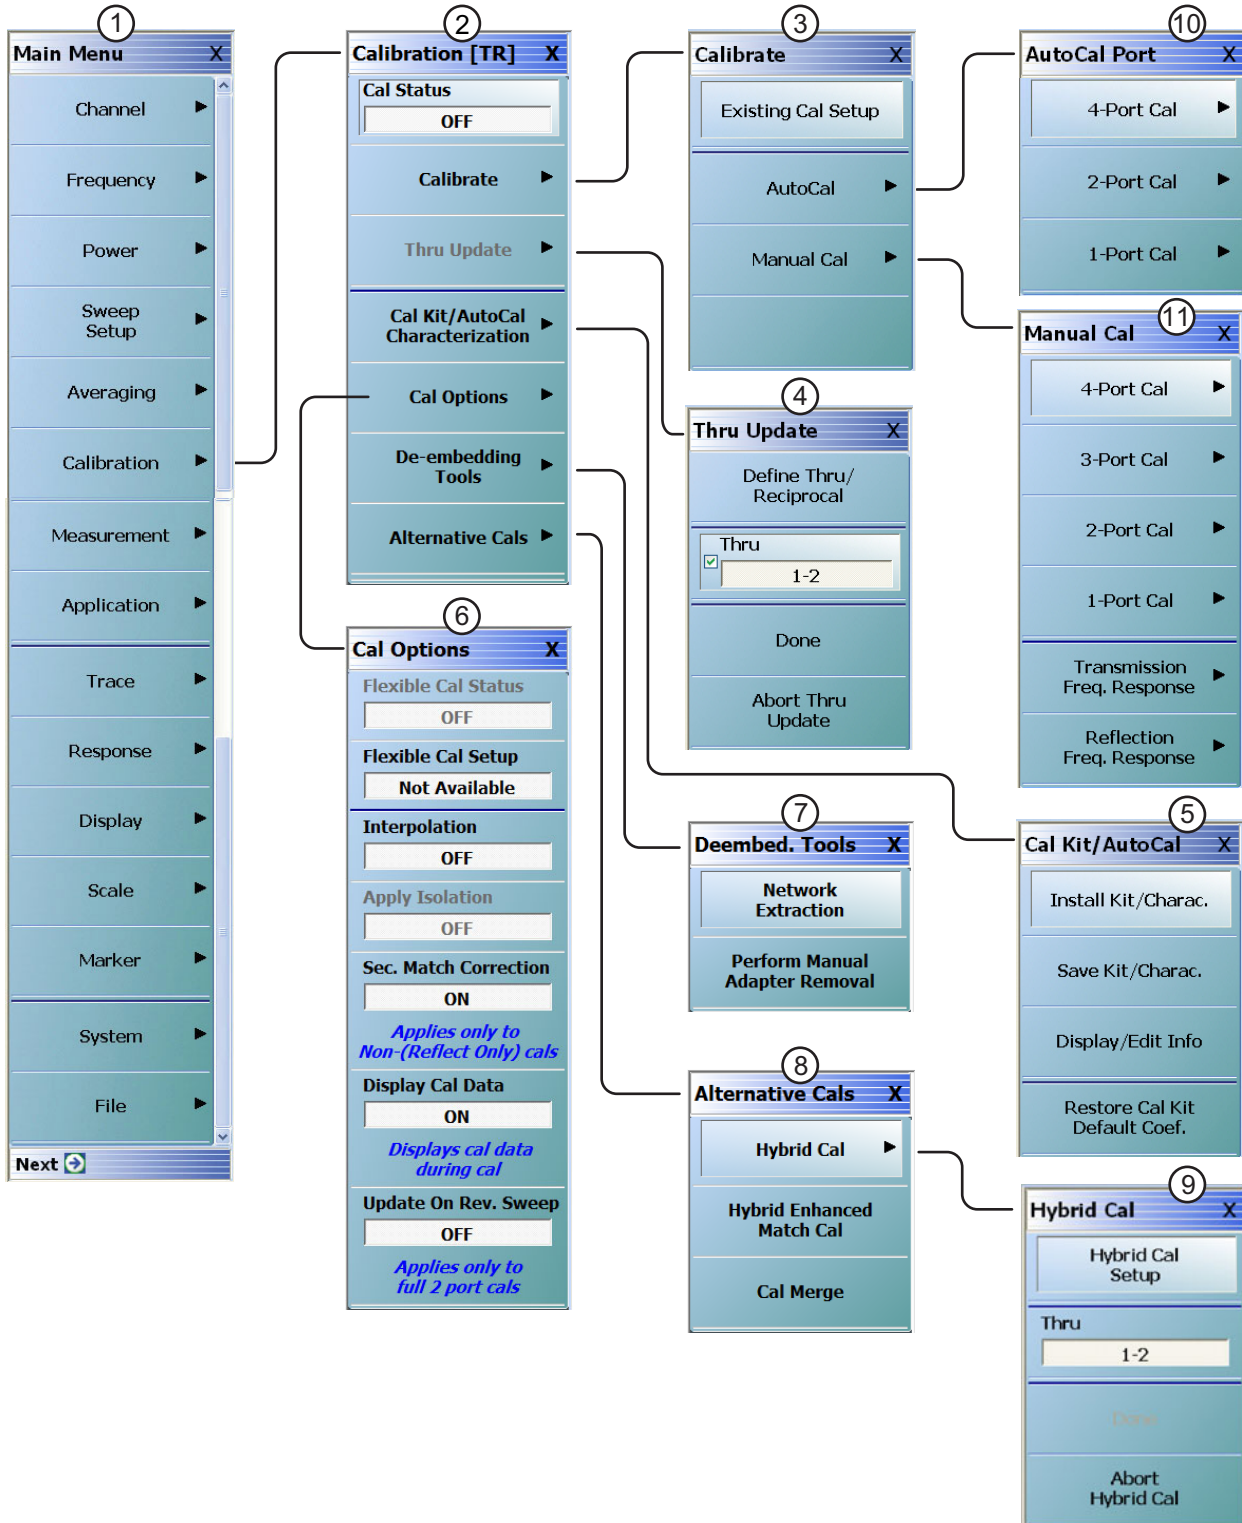 1
Main Menu X
Channel
Frequency
Power
Sweep
Setup
Averaging
Calibration
Measurement
Application
Trace
Response
Display
Scale
Marker
System
File
Next
2
Calibration [TR] X
Cal Status
OFF
Calibrate
Thru Update
Cal Kit/AutoCal
Characterization
Cal Options
De-embedding
Tools
Alternative Cals
6
Cal Options X
Flexible Cal Status
OFF
Flexible Cal Setup
Not Available
Interpolation
OFF
Apply Isolation
OFF
Sec. Match Correction
ON
Applies only to
Non-(Reflect Only) cals
Display Cal Data
ON
Displays cal data
during cal
Update On Rev. Sweep
OFF
Applies only to
full 2 port cals
3
Calibrate X
Existing Cal Setup
AutoCal
Manual Cal
4
Thru Update X
Define Thru/
Reciprocal
Thru
1-2
Done
Abort Thru
Update
7
Deembed. Tools X
Network
Extraction
Perform Manual
Adapter Removal
8
Alternative Cals X
Hybrid Cal
Hybrid Enhanced
Match Cal
Cal Merge
10
AutoCal Port X
4-Port Cal
2-Port Cal
1-Port Cal
11
Manual Cal X
4-Port Cal
3-Port Cal
2-Port Cal
1-Port Cal
Transmission
Freq. Response
Reflection
Freq. Response
5
Cal Kit/AutoCal X
Install Kit/Charac.
Save Kit/Charac.
Display/Edit Info
Restore Cal Kit
Default Coef.
9
Hybrid Cal X
Hybrid Cal
Setup
Thru
1-2
Done
Abort
Hybrid Cal